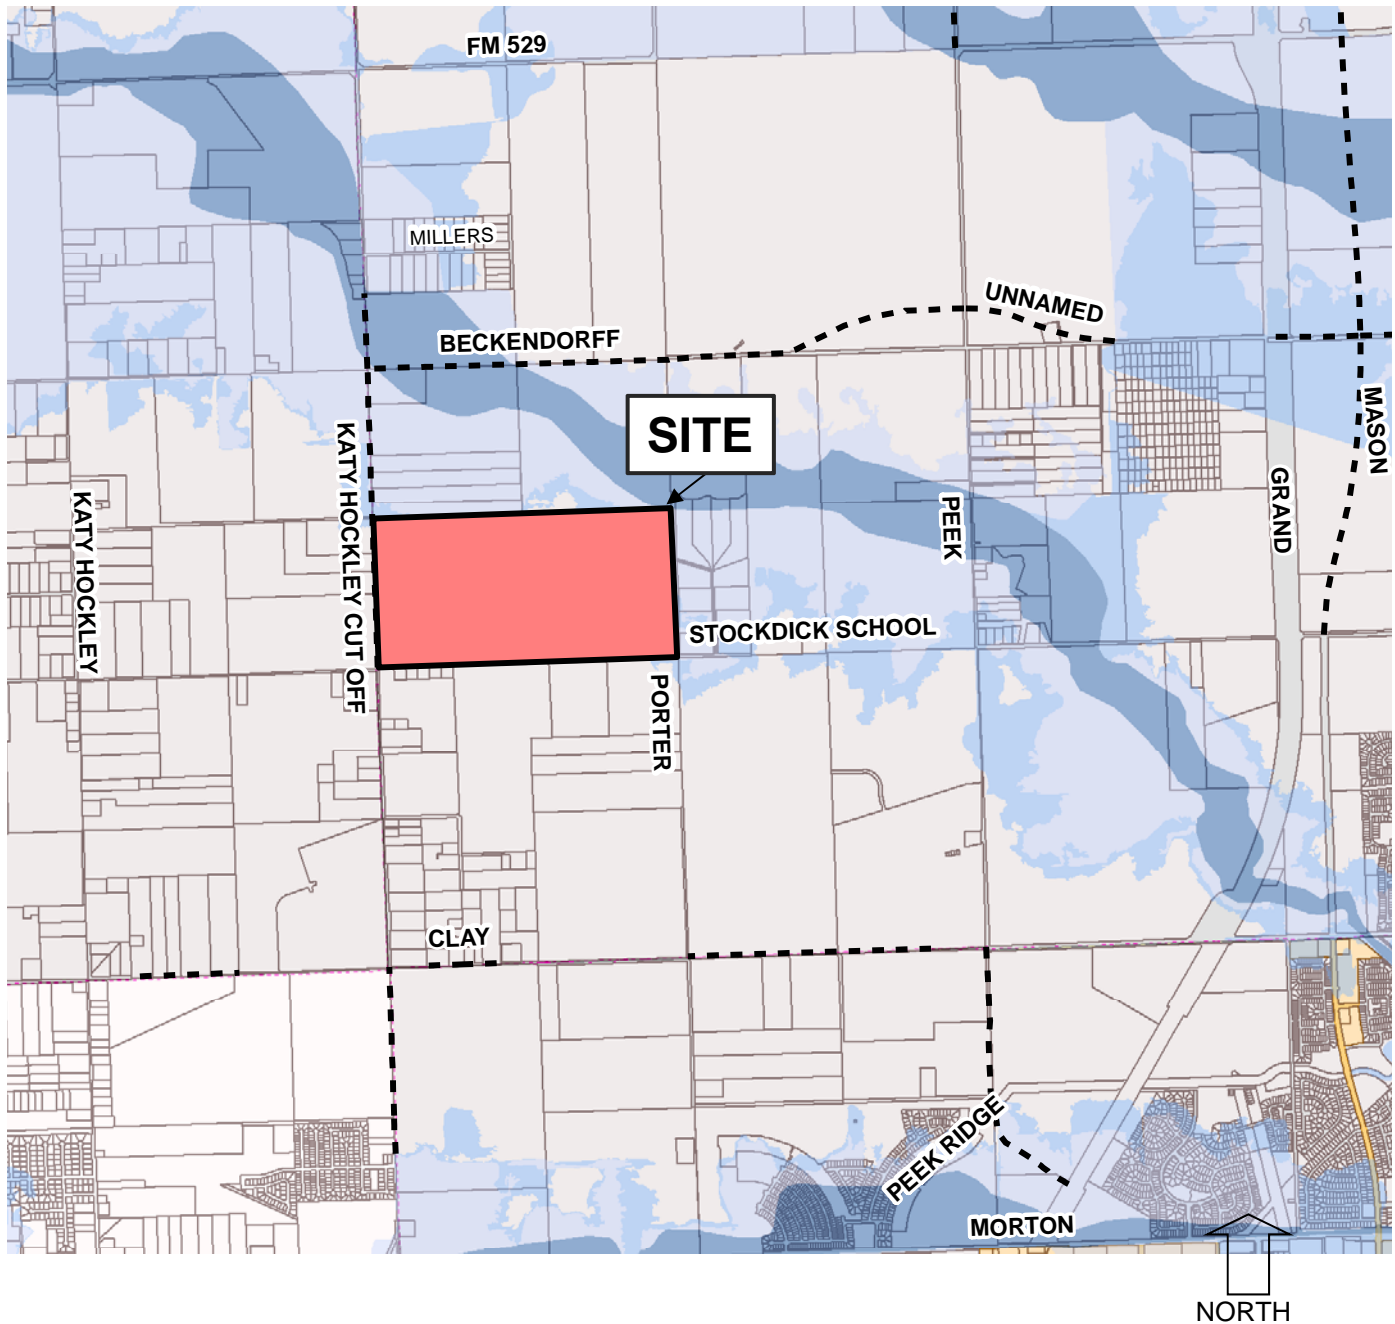 FM 529
MILLERS
UNNAMED
BECKENDORFF
MASON
SITE
KATY HOCKLEY CUT OFF
GRAND
KATY HOCKLEY
PEEK
STOCKDICK SCHOOL
PORTER
CLAY
PEEK RIDGE
MORTON
NORTH